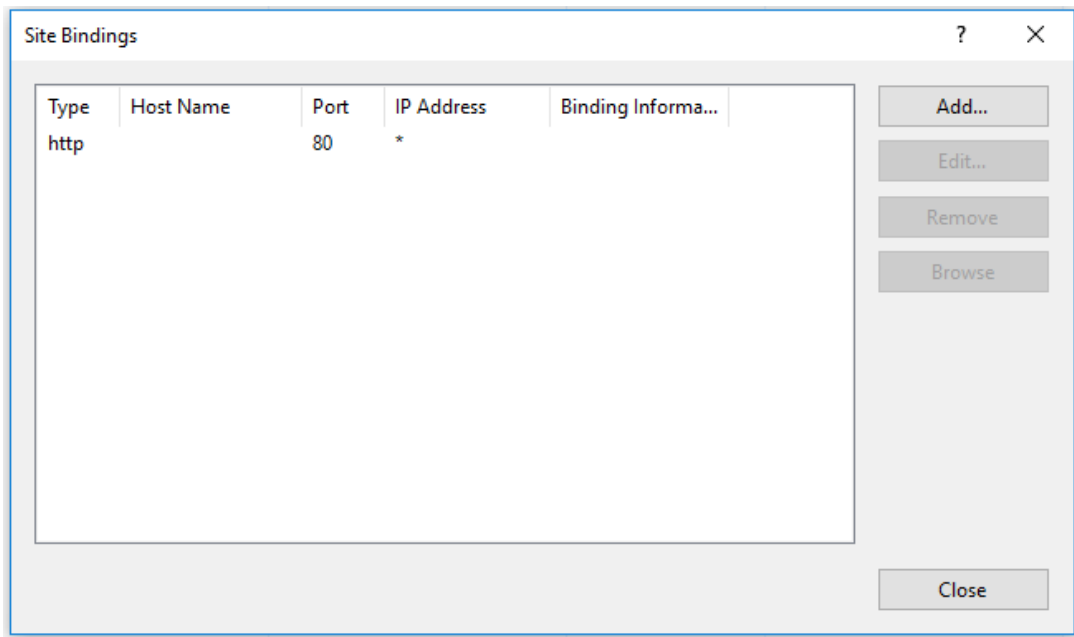 Site Bindings ?
Type Host Name Port IP Address Binding Informa...
http 80 *
Add...
Edit...
Remove
Browse
Close